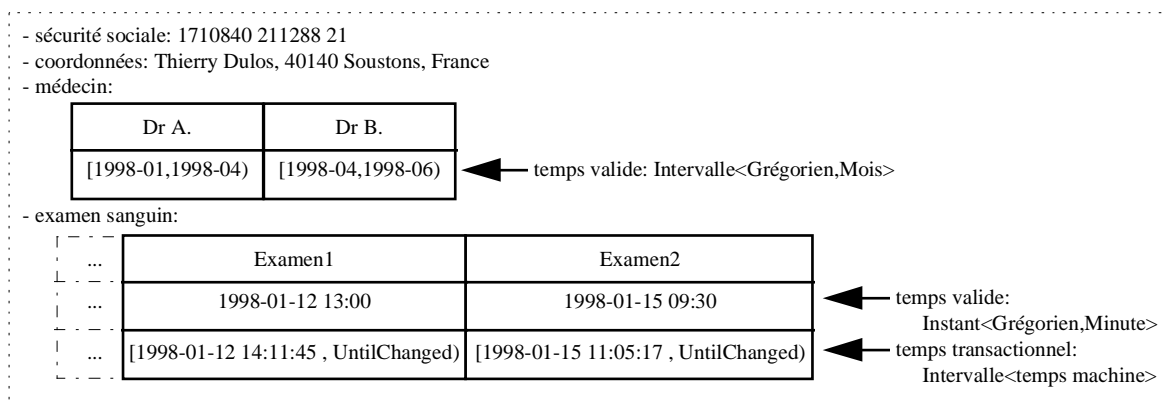 - sécurité sociale: 1710840 211288 21
- coordonnées: Thierry Dulos, 40140 Soustons, France
- médecin:
Dr A. Dr B.
[1998-01,1998-04) [1998-04,1998-06) temps valide: Intervalle<Grégorien,Mois>
- examen sanguin:
... Examen1 Examen2
... 1998-01-12 13:00 1998-01-15 09:30 temps valide:
Instant<Grégorien,Minute>
... [1998-01-12 14:11:45 , UntilChanged) [1998-01-15 11:05:17 , UntilChanged) temps transactionnel:
Intervalle<temps machine>